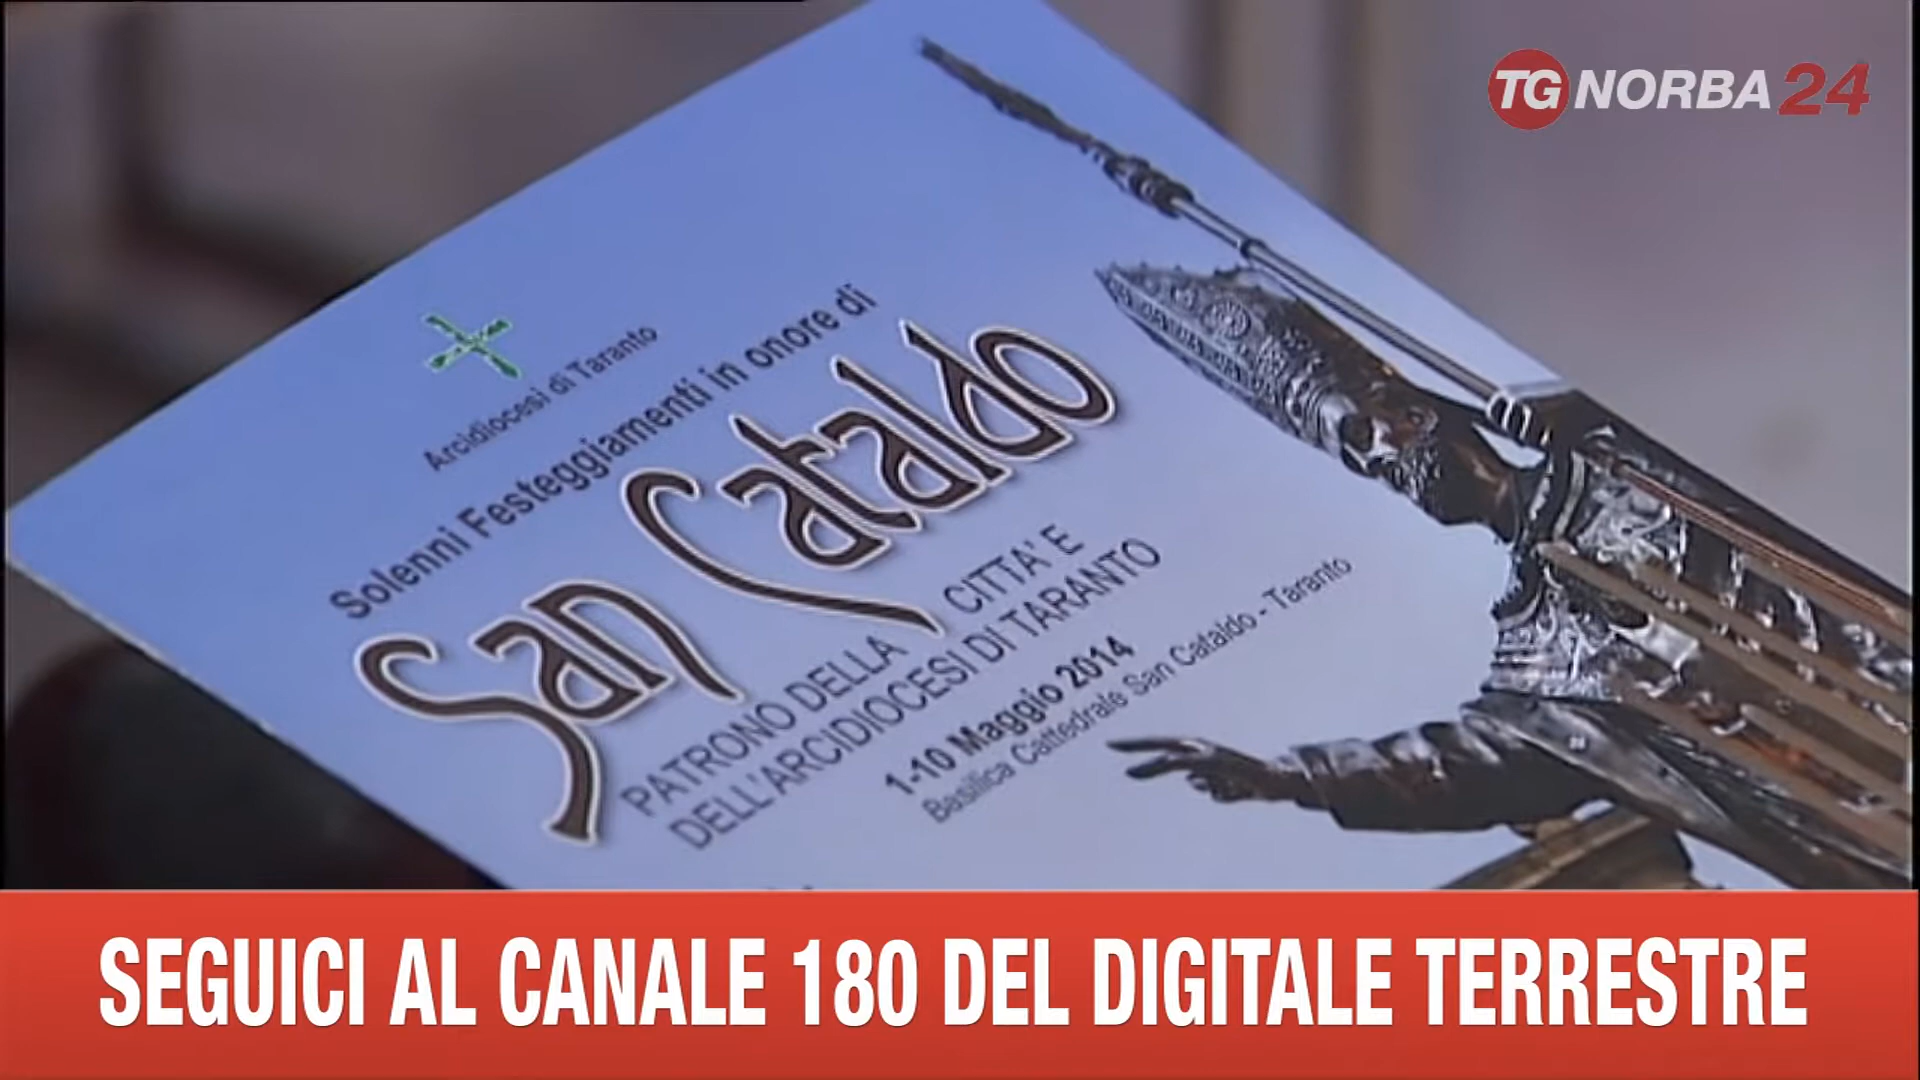 TG NORBA 24
Arcidiocesi di Taranto
Solenni Festeggiamenti in onore di
San Cataldo
PATRONO DELLA CITTA' E
DELL'ARCIDIOCESI DI TARANTO
1-10 Maggio 2014
Basilica Cattedrale San Cataldo - Taranto
SEGUICI AL CANALE 180 DEL DIGITALE TERRESTRE